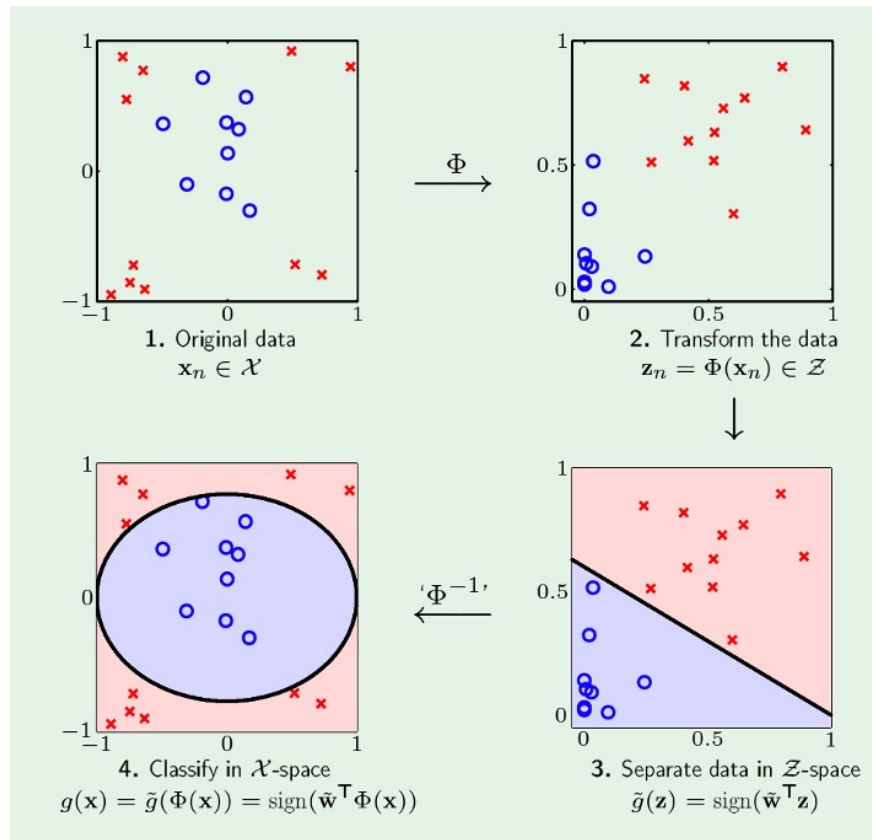 1
0
−1
−1
0
1
1. Original data
𝐱ₙ ∈ 𝒳
Φ
1
0.5
0
0
0.5
1
2. Transform the data
𝐳ₙ = Φ(𝐱ₙ) ∈ 𝒵
1
0
−1
−1
0
1
4. Classify in 𝒳-space
g(𝐱) = g̃(Φ(𝐱)) = sign(𝐰̃ᵀΦ(𝐱))
‘Φ⁻¹’
1
0.5
0
0
0.5
1
3. Separate data in 𝒵-space
g̃(𝐳) = sign(𝐰̃ᵀ𝐳)